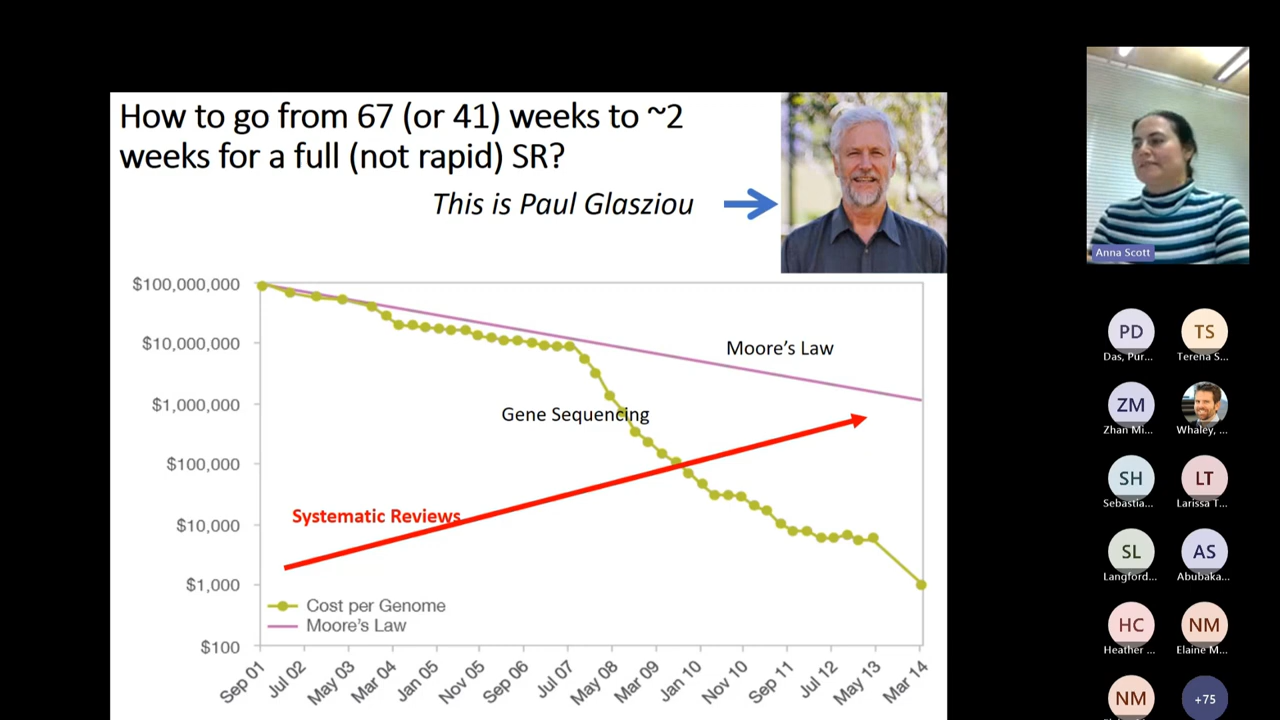 How to go from 67 (or 41) weeks to ~2
weeks for a full (not rapid) SR?
This is Paul Glasziou
$100,000,000
$10,000,000
$1,000,000
$100,000
$10,000
$1,000
$100
Moore's Law
Gene Sequencing
Systematic Reviews
Cost per Genome
Moore's Law
Sep 01
Jul 02
May 03
Mar 04
Jan 05
Nov 05
Sep 06
Jul 07
May 08
Mar 09
Jan 10
Nov 10
Sep 11
Jul 12
May 13
Mar 14
Anna Scott
PD
Das, Pur...
TS
Terena S...
ZM
Zhan Mi...
Whaley, ...
SH
Sebastia...
LT
Larissa T...
SL
Langford...
AS
Abubaka...
HC
Heather ...
NM
Elaine M...
NM
+75